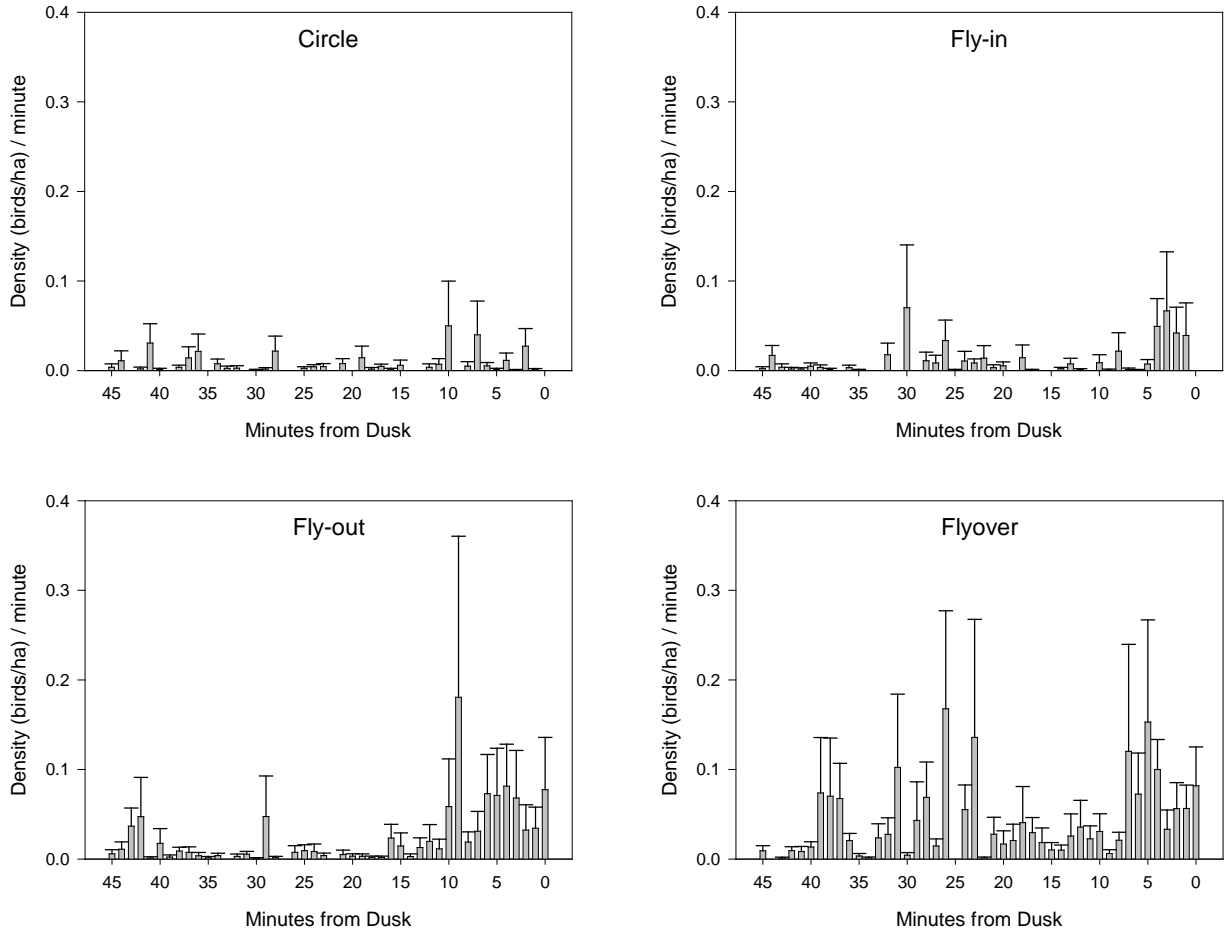 Circle
Density (birds/ha) / minute
0.4
0.3
0.2
0.1
0.0
45 40 35 30 25 20 15 10 5 0
Minutes from Dusk
Fly-in
Density (birds/ha) / minute
0.4
0.3
0.2
0.1
0.0
45 40 35 30 25 20 15 10 5 0
Minutes from Dusk
Fly-out
Density (birds/ha) / minute
0.4
0.3
0.2
0.1
0.0
45 40 35 30 25 20 15 10 5 0
Minutes from Dusk
Flyover
Density (birds/ha) / minute
0.4
0.3
0.2
0.1
0.0
45 40 35 30 25 20 15 10 5 0
Minutes from Dusk